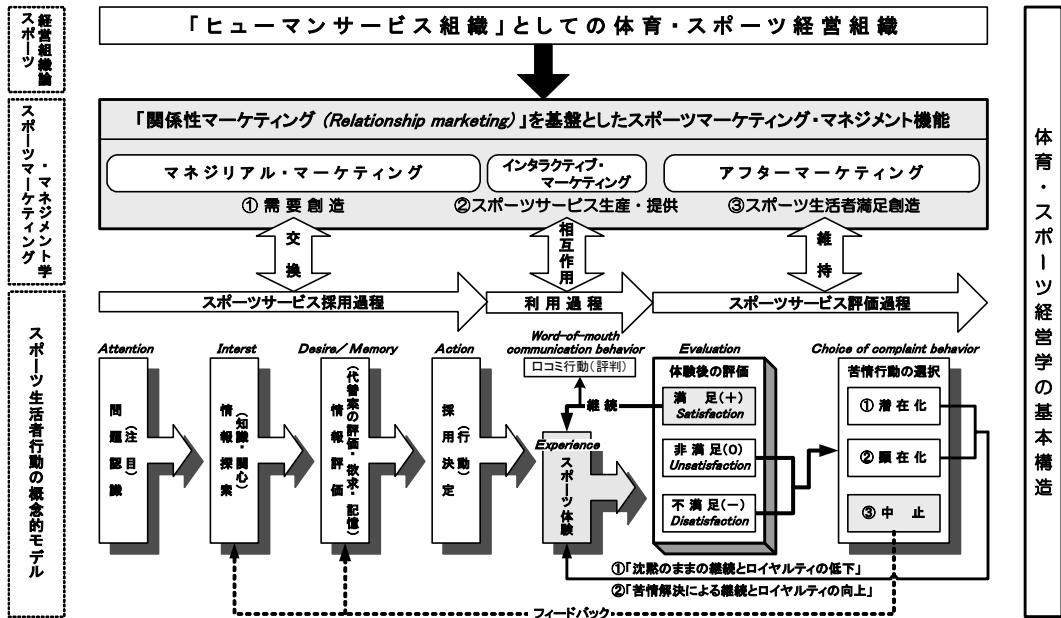 スポーツ
経営組織論
「ヒューマンサービス組織」としての体育・スポーツ経営組織
スポーツマーケティング
・マネジメント学
「関係性マーケティング (Relationship marketing)」を基盤としたスポーツマーケティング・マネジメント機能
マネジリアル・マーケティング
インタラクティブ・
マーケティング
アフターマーケティング
①需要創造
②スポーツサービス生産・提供
③スポーツ生活者満足創造
交換
相互作用
維持
スポーツサービス採用過程
利用過程
スポーツサービス評価過程
スポーツ生活者行動の概念的モデル
Attention
問題認識
(注目)
Interst
情報探索
(知識・関心)
Desire/Memory
情報評価
(代替案の評価・欲求・記憶)
Action
採用決定
(行動)
Word-of-mouth
communication behavior
口コミ行動(評判)
継続
Experience
スポーツ体験
Evaluation
体験後の評価
満足(+)
Satisfaction
非満足(0)
Unsatisfaction
不満足(−)
Disatisfaction
Choice of complaint behavior
苦情行動の選択
①潜在化
②顕在化
③中止
①「沈黙のままの継続とロイヤルティの低下」
②「苦情解決による継続とロイヤルティの向上」
フィードバック
体育・スポーツ経営学の基本構造